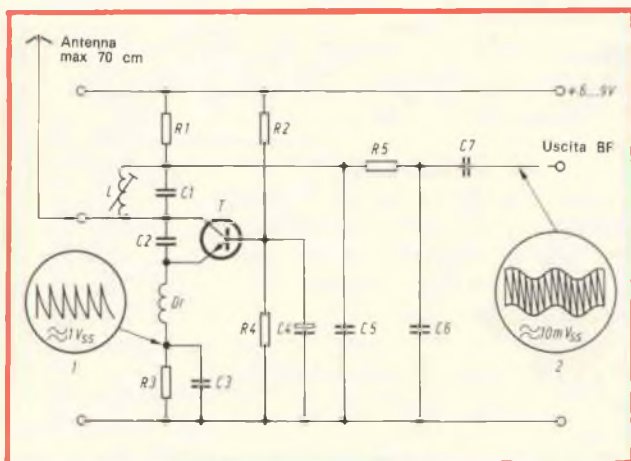 Antenna
max 70 cm
+6...9V
R1
R2
C7
Uscita BF
R5
L
C1
T
C2
Dr
≈1Vss
1
R4
C4
C5
C6
≈10mVss
2
R3
C3